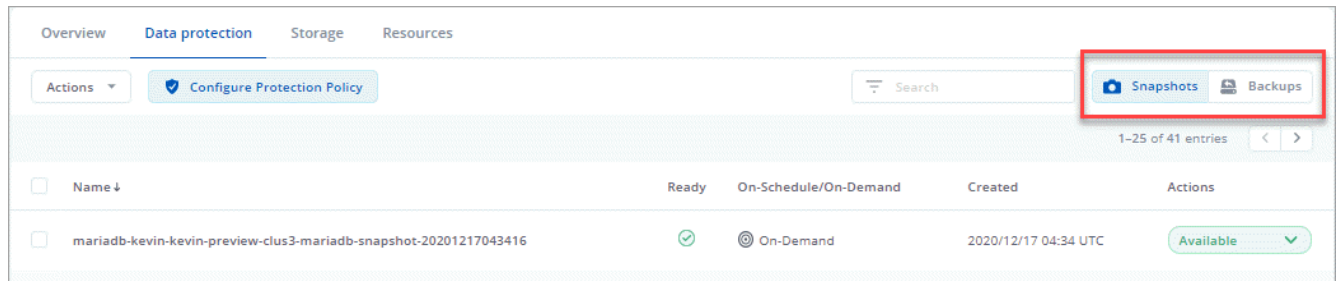 Overview Data protection Storage Resources
Actions Configure Protection Policy Search Snapshots Backups
1–25 of 41 entries
Name↓ Ready On-Schedule/On-Demand Created Actions
mariadb-kevin-kevin-preview-clus3-mariadb-snapshot-20201217043416 On-Demand 2020/12/17 04:34 UTC Available